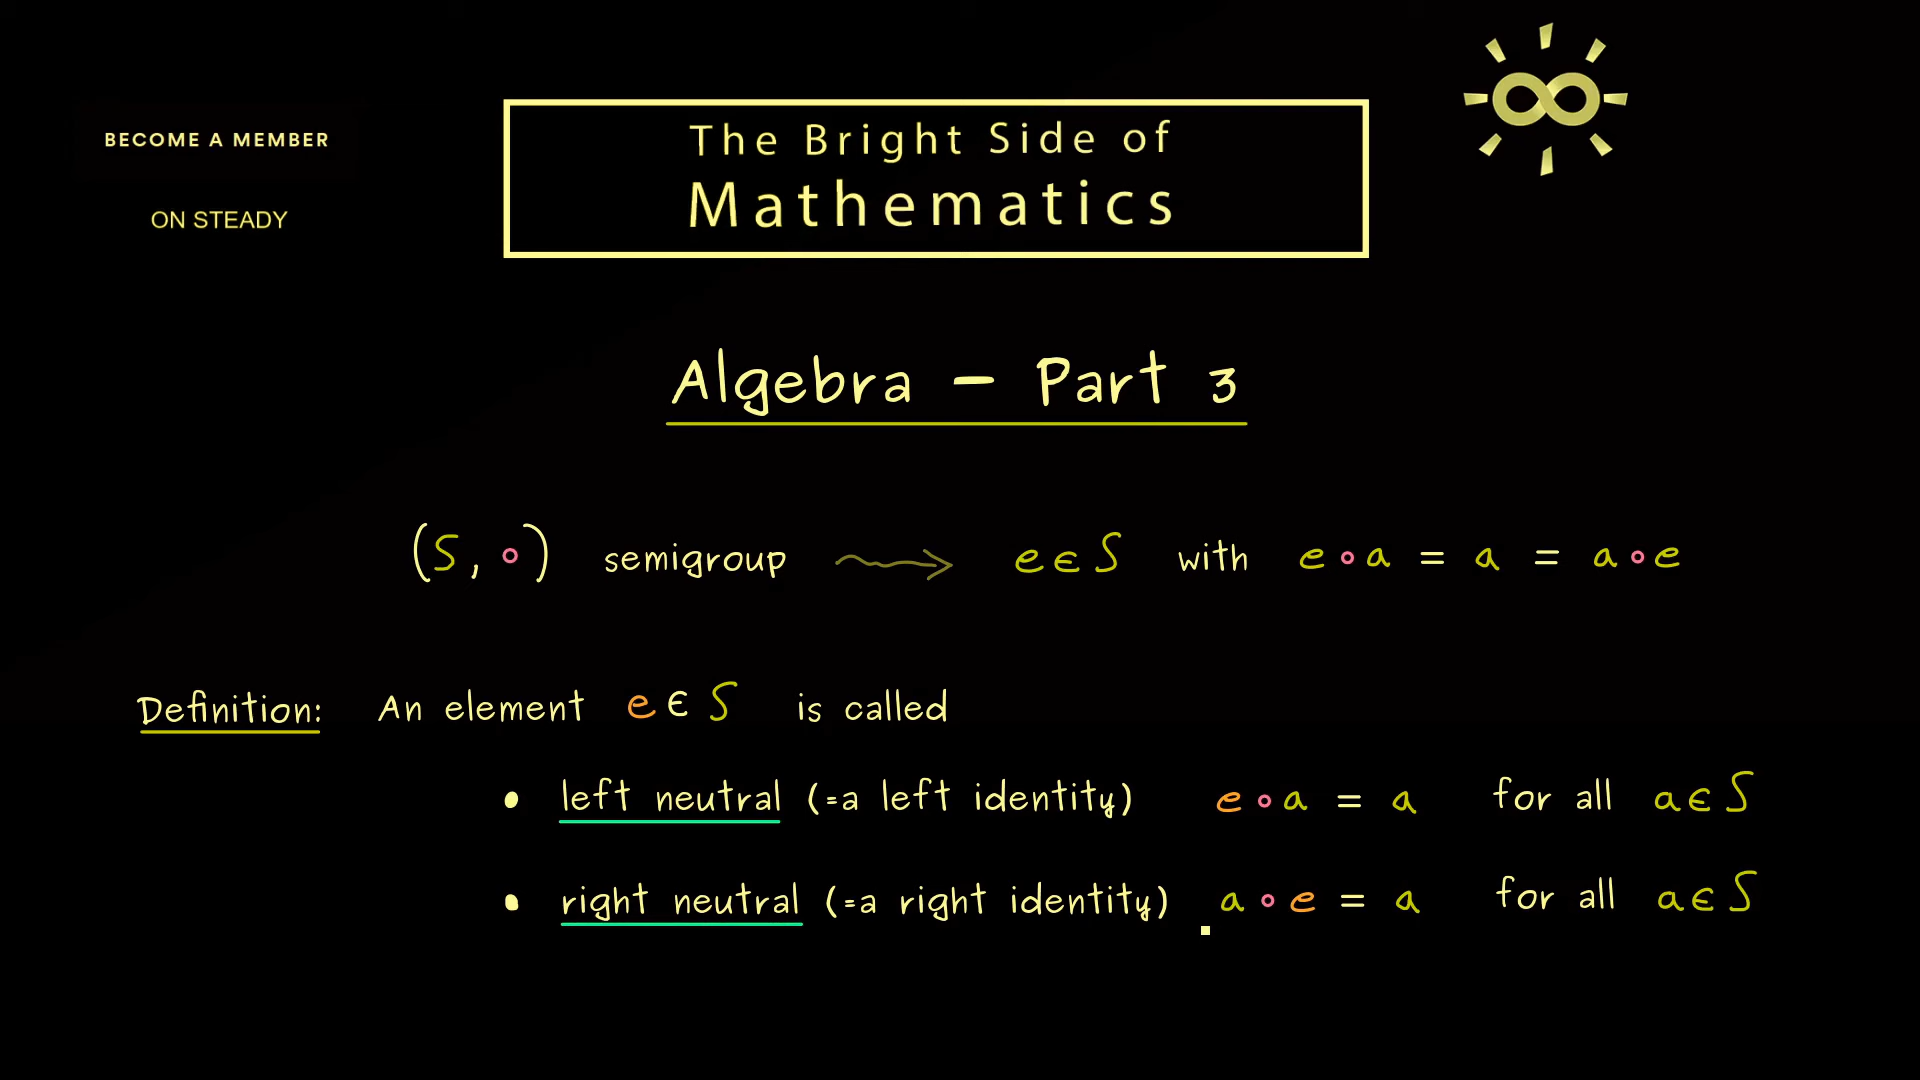 BECOME A MEMBER
ON STEADY
The Bright Side of
Mathematics
Algebra – Part 3
(S, ∘) semigroup ⇝ e ∈ S with e ∘ a = a = a ∘ e
Definition: An element e ∈ S is called
• left neutral (=a left identity) e ∘ a = a for all a ∈ S
• right neutral (=a right identity) a ∘ e = a for all a ∈ S